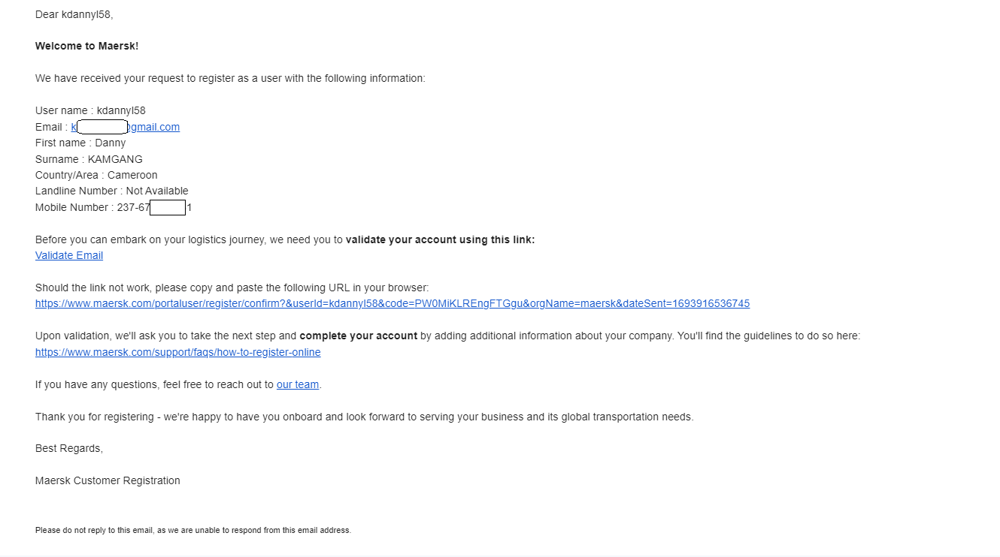 Dear kdannyl58,
Welcome to Maersk!
We have received your request to register as a user with the following information:
User name : kdannyl58
Email : k gmail.com
First name : Danny
Surname : KAMGANG
Country/Area : Cameroon
Landline Number : Not Available
Mobile Number : 237-67 1
Before you can embark on your logistics journey, we need you to validate your account using this link:
Validate Email
Should the link not work, please copy and paste the following URL in your browser:
https://www.maersk.com/portaluser/register/confirm?&userId=kdannyl58&code=PW0MiKLREngFTGgu&orgName=maersk&dateSent=1693916536745
Upon validation, we'll ask you to take the next step and complete your account by adding additional information about your company. You'll find the guidelines to do so here:
https://www.maersk.com/support/faqs/how-to-register-online
If you have any questions, feel free to reach out to our team.
Thank you for registering - we're happy to have you onboard and look forward to serving your business and its global transportation needs.
Best Regards,
Maersk Customer Registration
Please do not reply to this email, as we are unable to respond from this email address.